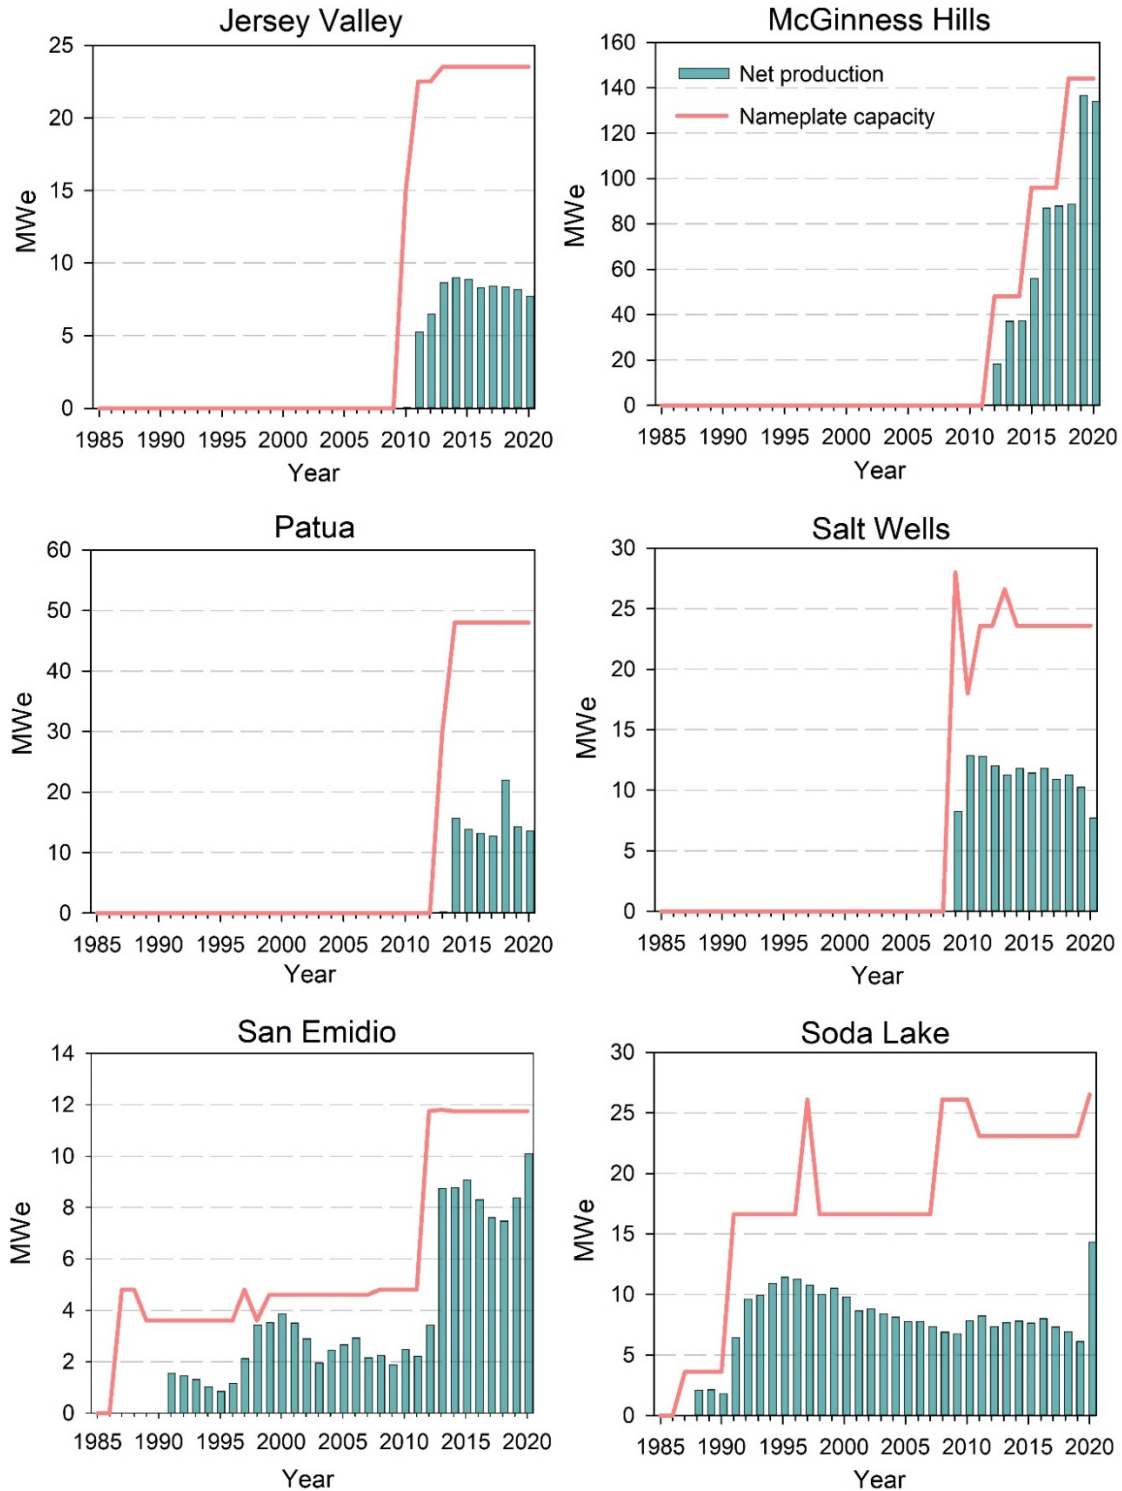 Jersey Valley
25
20
15
10
5
0
MWe
1985 1990 1995 2000 2005 2010 2015 2020
Year
McGinness Hills
160
140
120
100
80
60
40
20
0
MWe
Net production
Nameplate capacity
1985 1990 1995 2000 2005 2010 2015 2020
Year
Patua
60
50
40
30
20
10
0
MWe
1985 1990 1995 2000 2005 2010 2015 2020
Year
Salt Wells
30
25
20
15
10
5
0
MWe
1985 1990 1995 2000 2005 2010 2015 2020
Year
San Emidio
14
12
10
8
6
4
2
0
MWe
1985 1990 1995 2000 2005 2010 2015 2020
Year
Soda Lake
30
25
20
15
10
5
0
MWe
1985 1990 1995 2000 2005 2010 2015 2020
Year